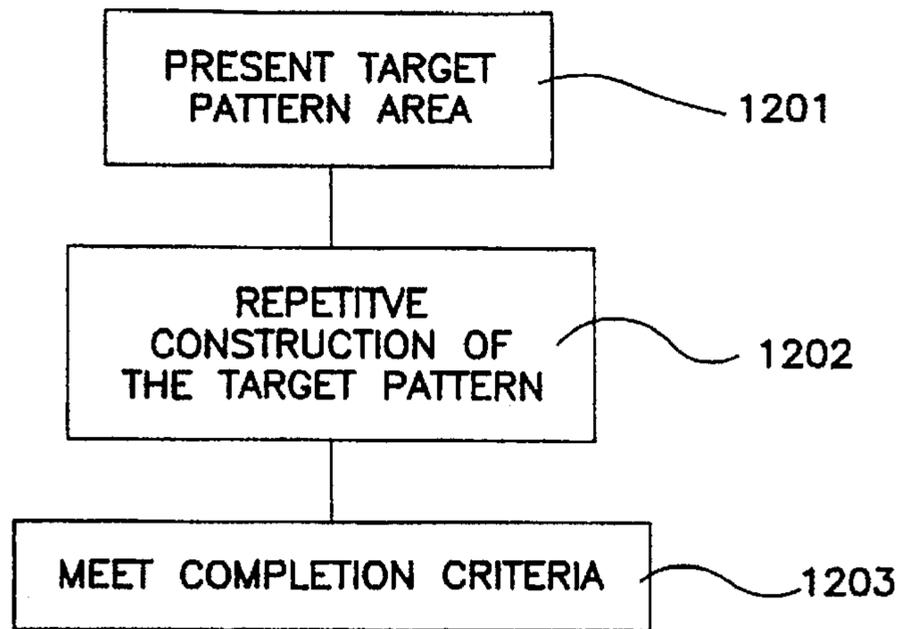 PRESENT TARGET
PATTERN AREA
1201
REPETITVE
CONSTRUCTION OF
THE TARGET PATTERN
1202
MEET COMPLETION CRITERIA
1203